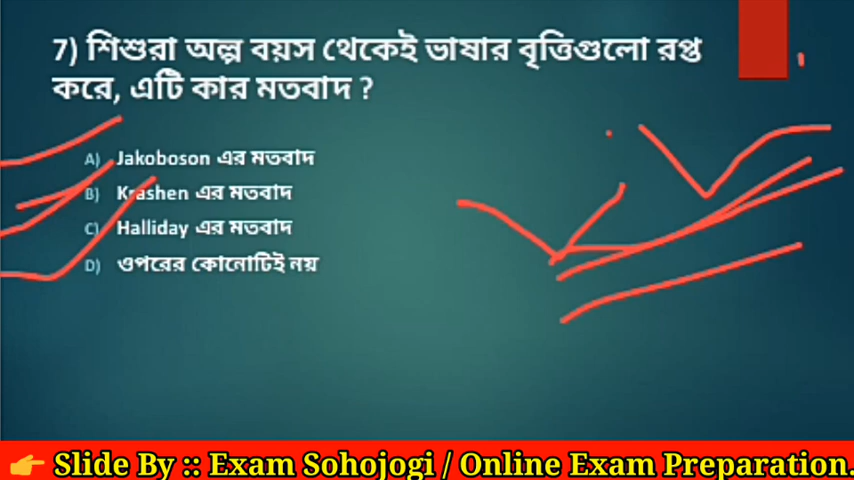 7) শিশুরা অল্প বয়স থেকেই ভাষার বৃত্তিগুলো রপ্ত
করে, এটি কার মতবাদ ?
A) Jakoboson এর মতবাদ
B) Krashen এর মতবাদ
C) Halliday এর মতবাদ
D) ওপরের কোনোটিই নয়
👉 Slide By :: Exam Sohojogi / Online Exam Preparation.